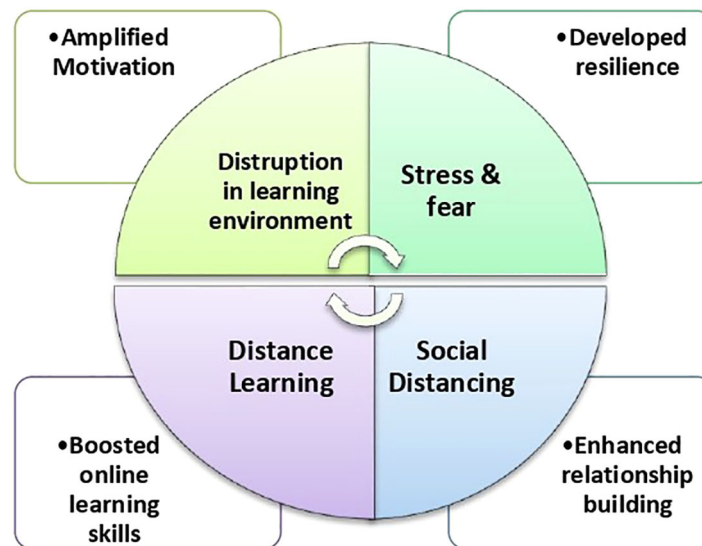 •Amplified
Motivation
•Developed
resilience
Distruption
in learning
environment
Stress &
fear
Distance
Learning
Social
Distancing
•Boosted
online
learning
skills
•Enhanced
relationship
building